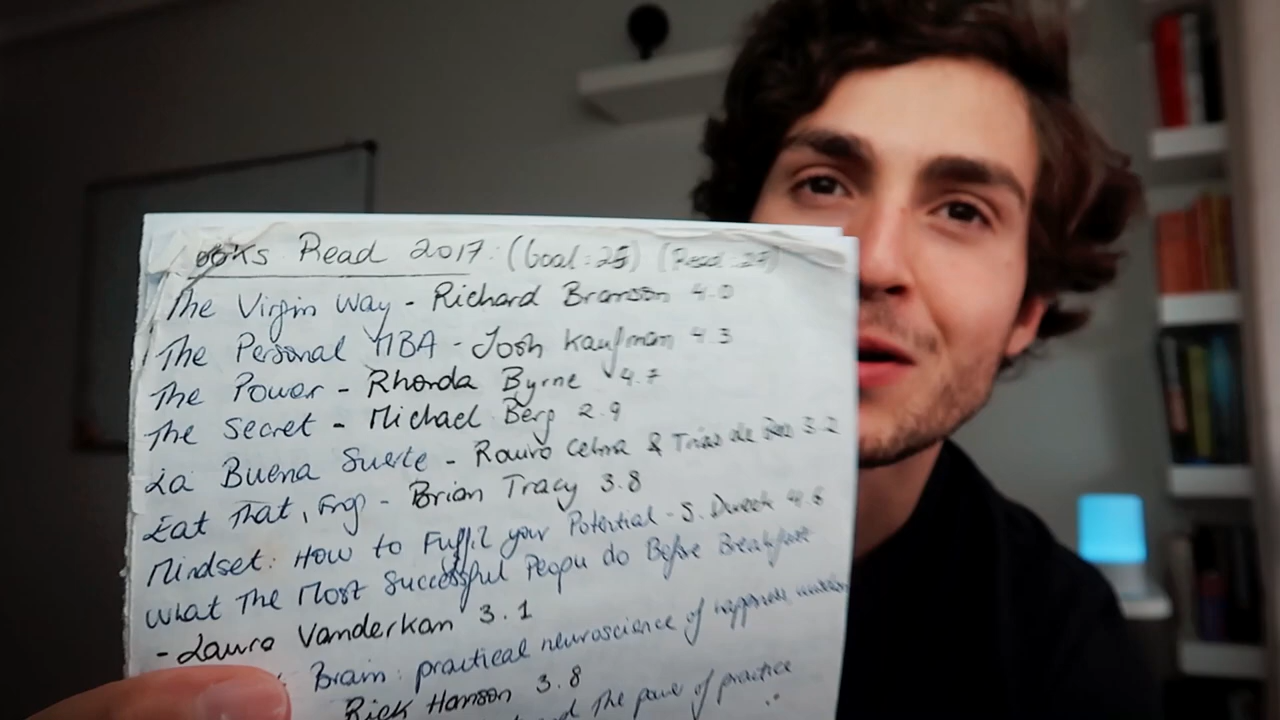 ooks Read 2017: (Goal: 25) (Read: 27)
The Virgin Way - Richard Branson 4.0
The Personal MBA - Josh Kaufman 4.3
The Power - Rhonda Byrne 4.7
The Secret - Michael Berg 2.9
La Buena Suerte - Rovira Celma & Trias de Bes 3.2
Eat That, Frog - Brian Tracy 3.8
Mindset: How to Fulfil your Potential - S. Dweck 4.6
What The Most Successful People do Before Breakfast
- Laura Vanderkam 3.1
Brain: practical neuroscience of happiness
Rick Hanson 3.8
and The power of practice